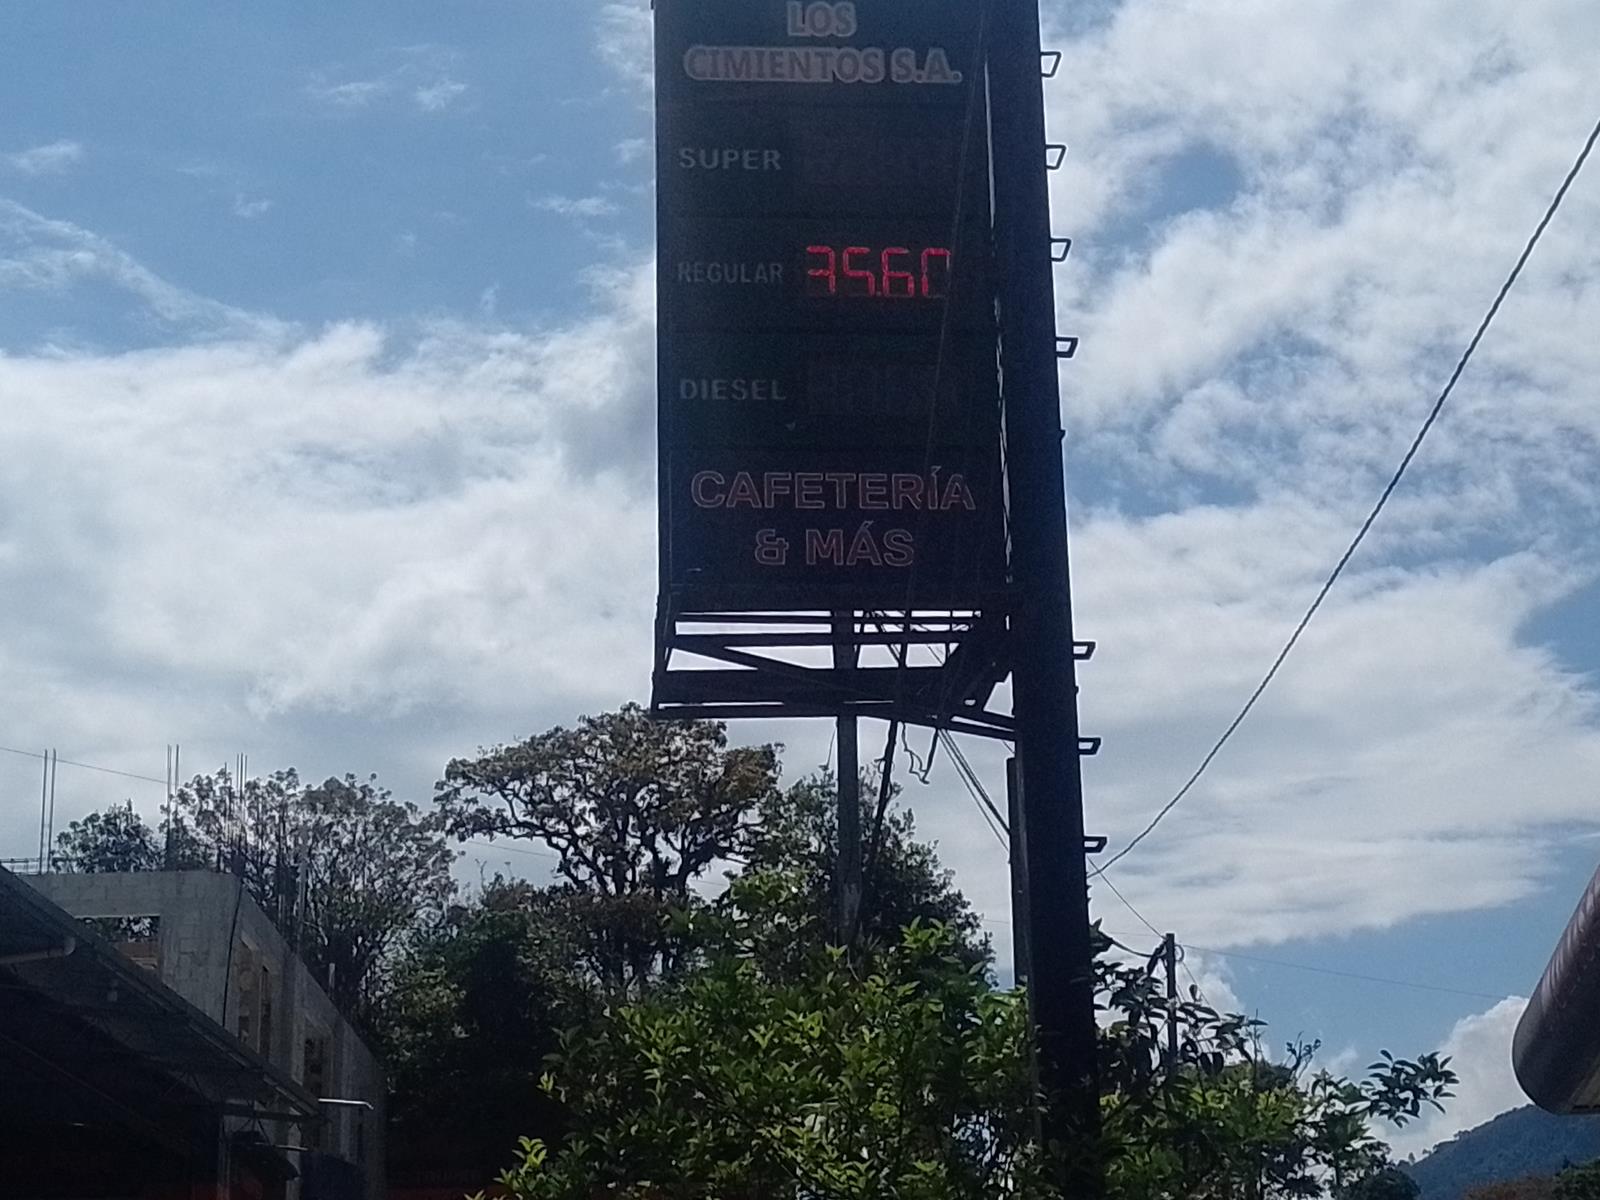 LOS
CIMIENTOS S.A.
SUPER
REGULAR 35.60
DIESEL
CAFETERÍA
& MÁS